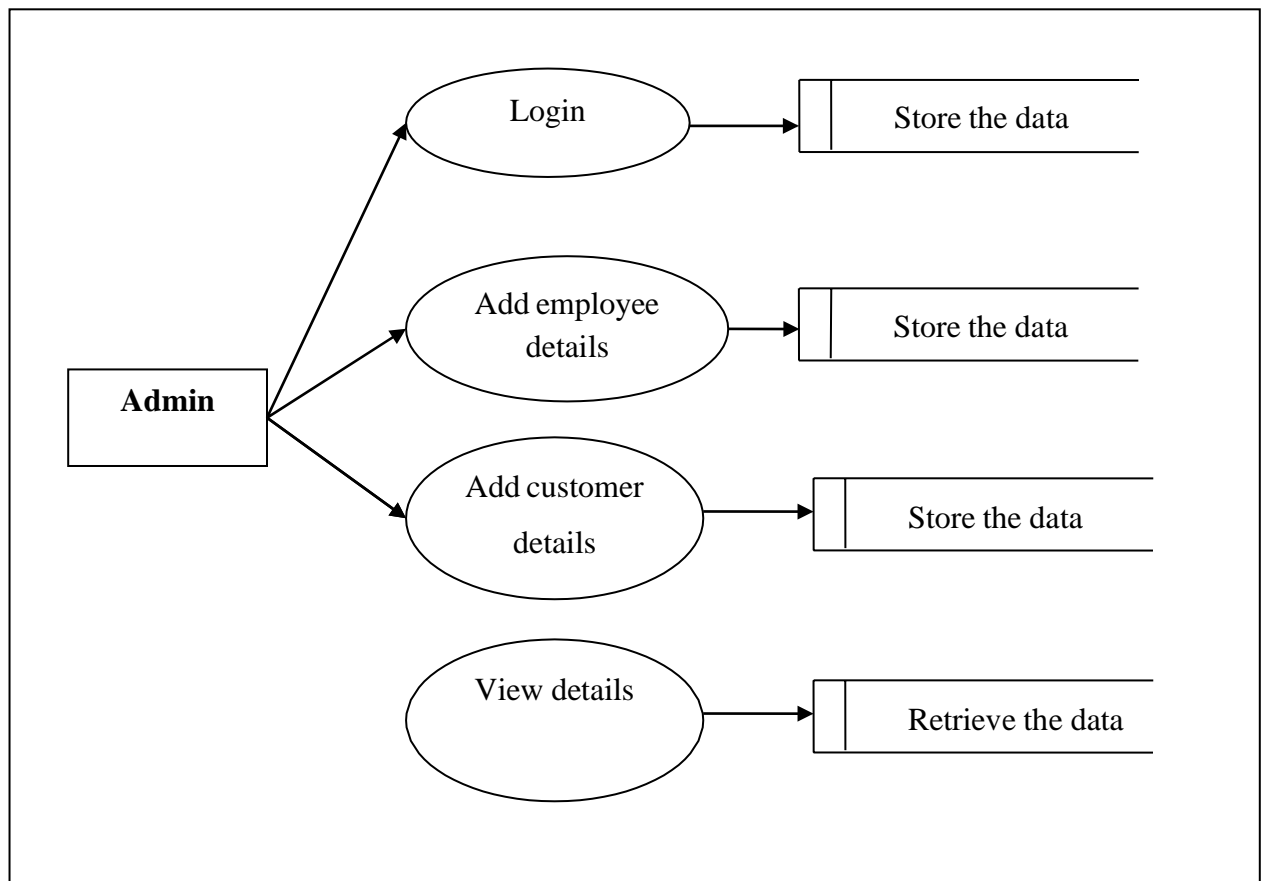 Login
Store the data
Add employee
details
Store the data
Admin
Add customer
details
Store the data
View details
Retrieve the data